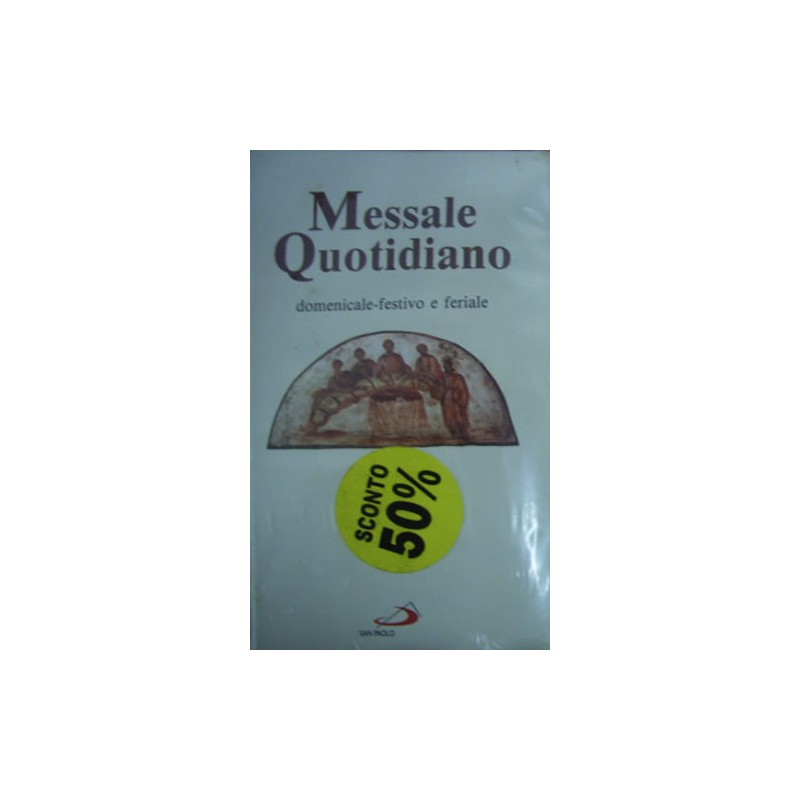 Messale
Quotidiano
domenicale-festivo e feriale
SCONTO
50%
SAN PAOLO